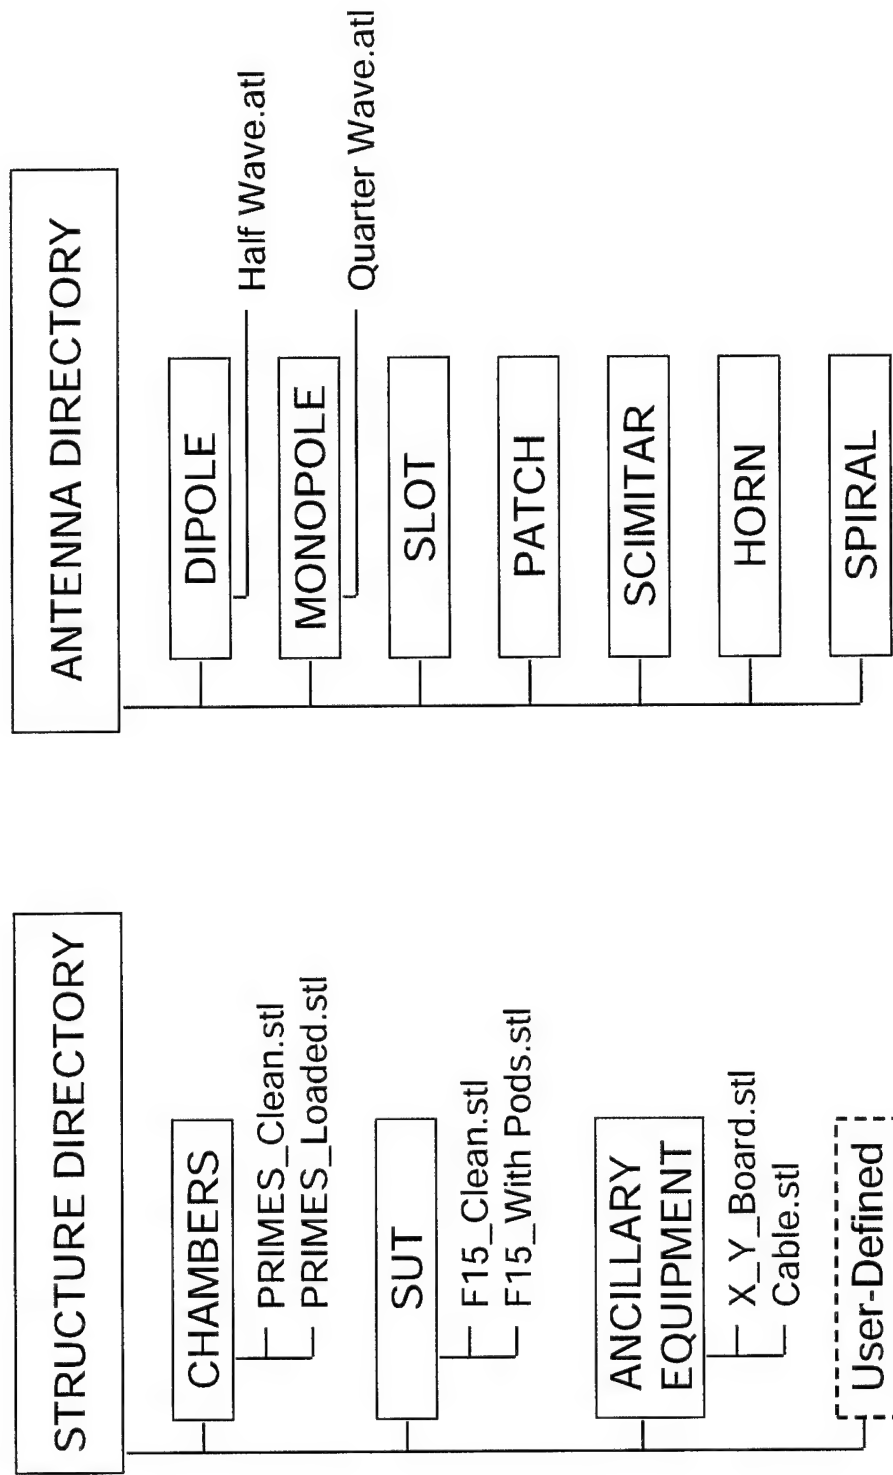 STRUCTURE DIRECTORY
CHAMBERS
PRIMES_Clean.stl
PRIMES_Loaded.stl
SUT
F15_Clean.stl
F15_With Pods.stl
ANCILLARY
EQUIPMENT
X_Y_Board.stl
Cable.stl
User-Defined
ANTENNA DIRECTORY
DIPOLE
Half Wave.atl
MONOPOLE
Quarter Wave.atl
SLOT
PATCH
SCIMITAR
HORN
SPIRAL